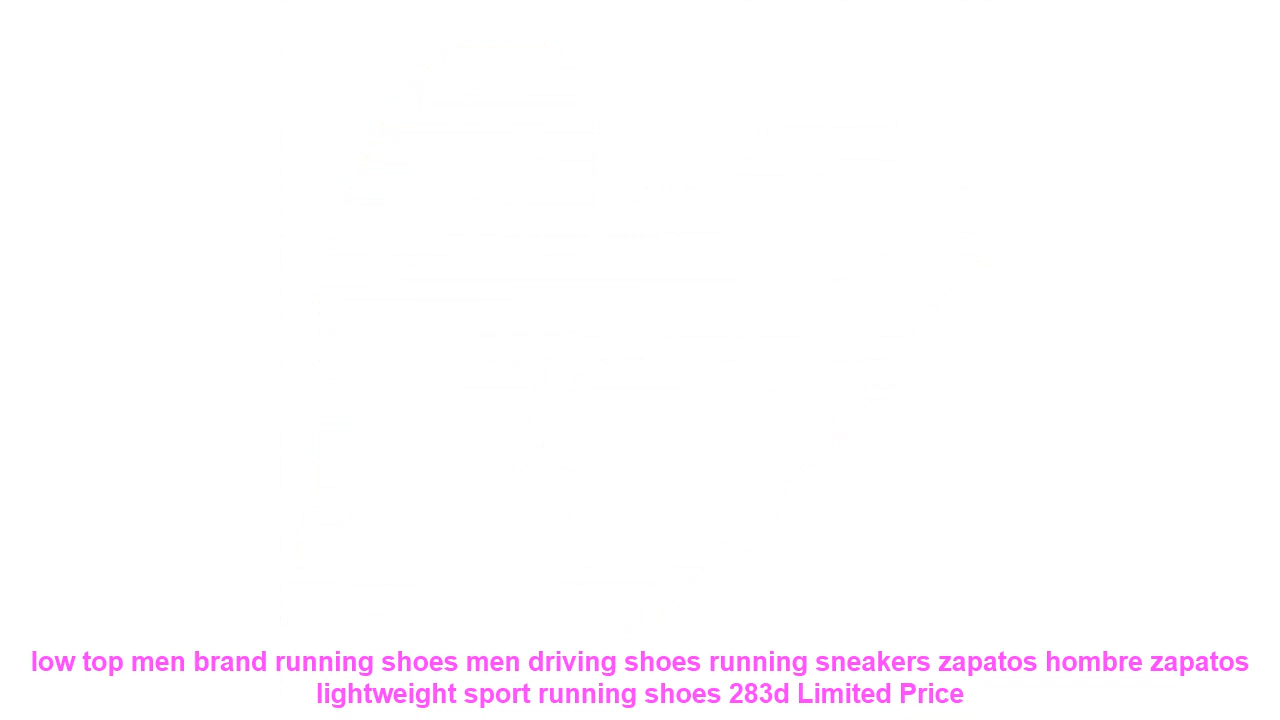 low top men brand running shoes men driving shoes running sneakers zapatos hombre zapatos
lightweight sport running shoes 283d Limited Price